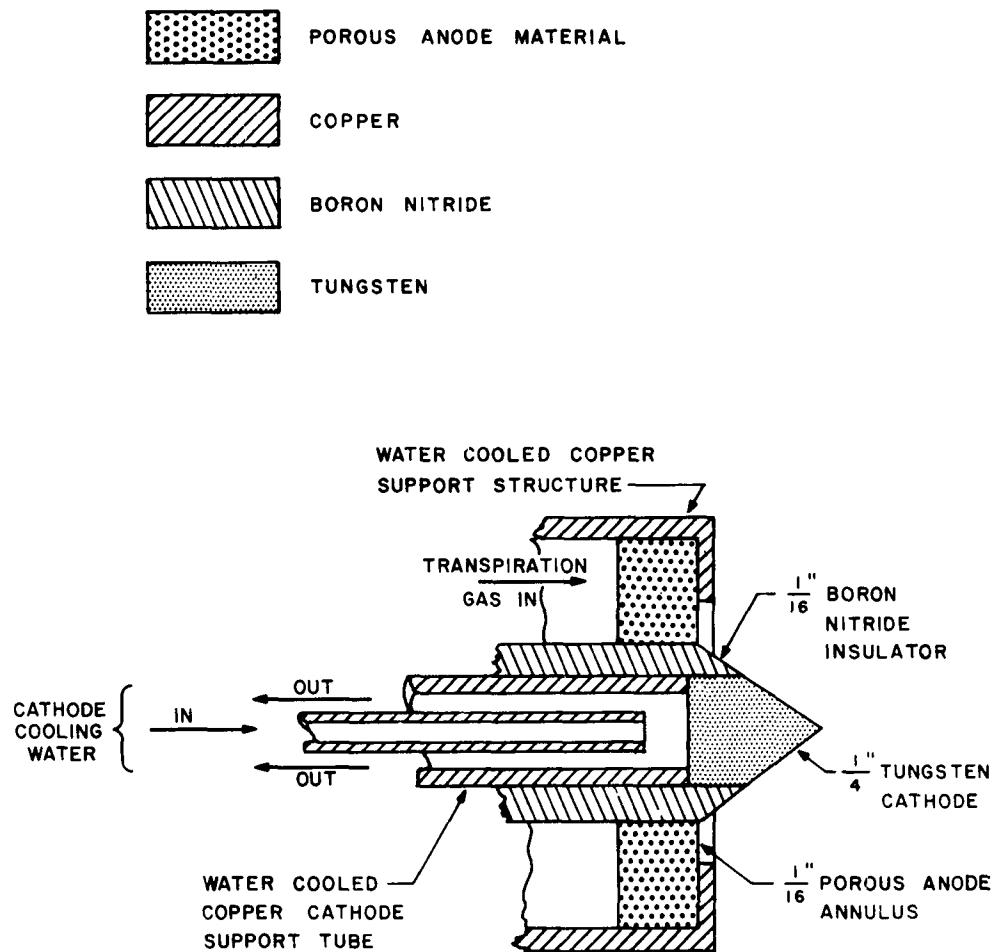 POROUS ANODE MATERIAL
COPPER
BORON NITRIDE
TUNGSTEN
WATER COOLED COPPER
SUPPORT STRUCTURE
TRANSPIRATION
GAS IN
1/16" BORON
NITRIDE
INSULATOR
CATHODE
COOLING
WATER
OUT
IN
OUT
1/4" TUNGSTEN
CATHODE
WATER COOLED
COPPER CATHODE
SUPPORT TUBE
1/16" POROUS ANODE
ANNULUS